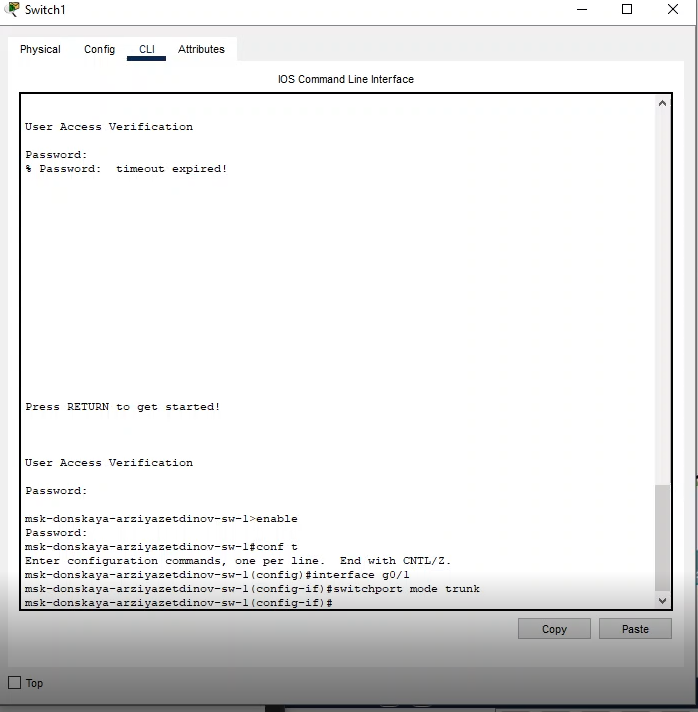 Switch1
Physical Config CLI Attributes
IOS Command Line Interface
User Access Verification
Password:
% Password:  timeout expired!
Press RETURN to get started!
User Access Verification
Password:
msk-donskaya-arziyazetdinov-sw-1>enable
Password:
msk-donskaya-arziyazetdinov-sw-1#conf t
Enter configuration commands, one per line.  End with CNTL/Z.
msk-donskaya-arziyazetdinov-sw-1(config)#interface g0/1
msk-donskaya-arziyazetdinov-sw-1(config-if)#switchport mode trunk
msk-donskaya-arziyazetdinov-sw-1(config-if)#
Copy Paste
Top